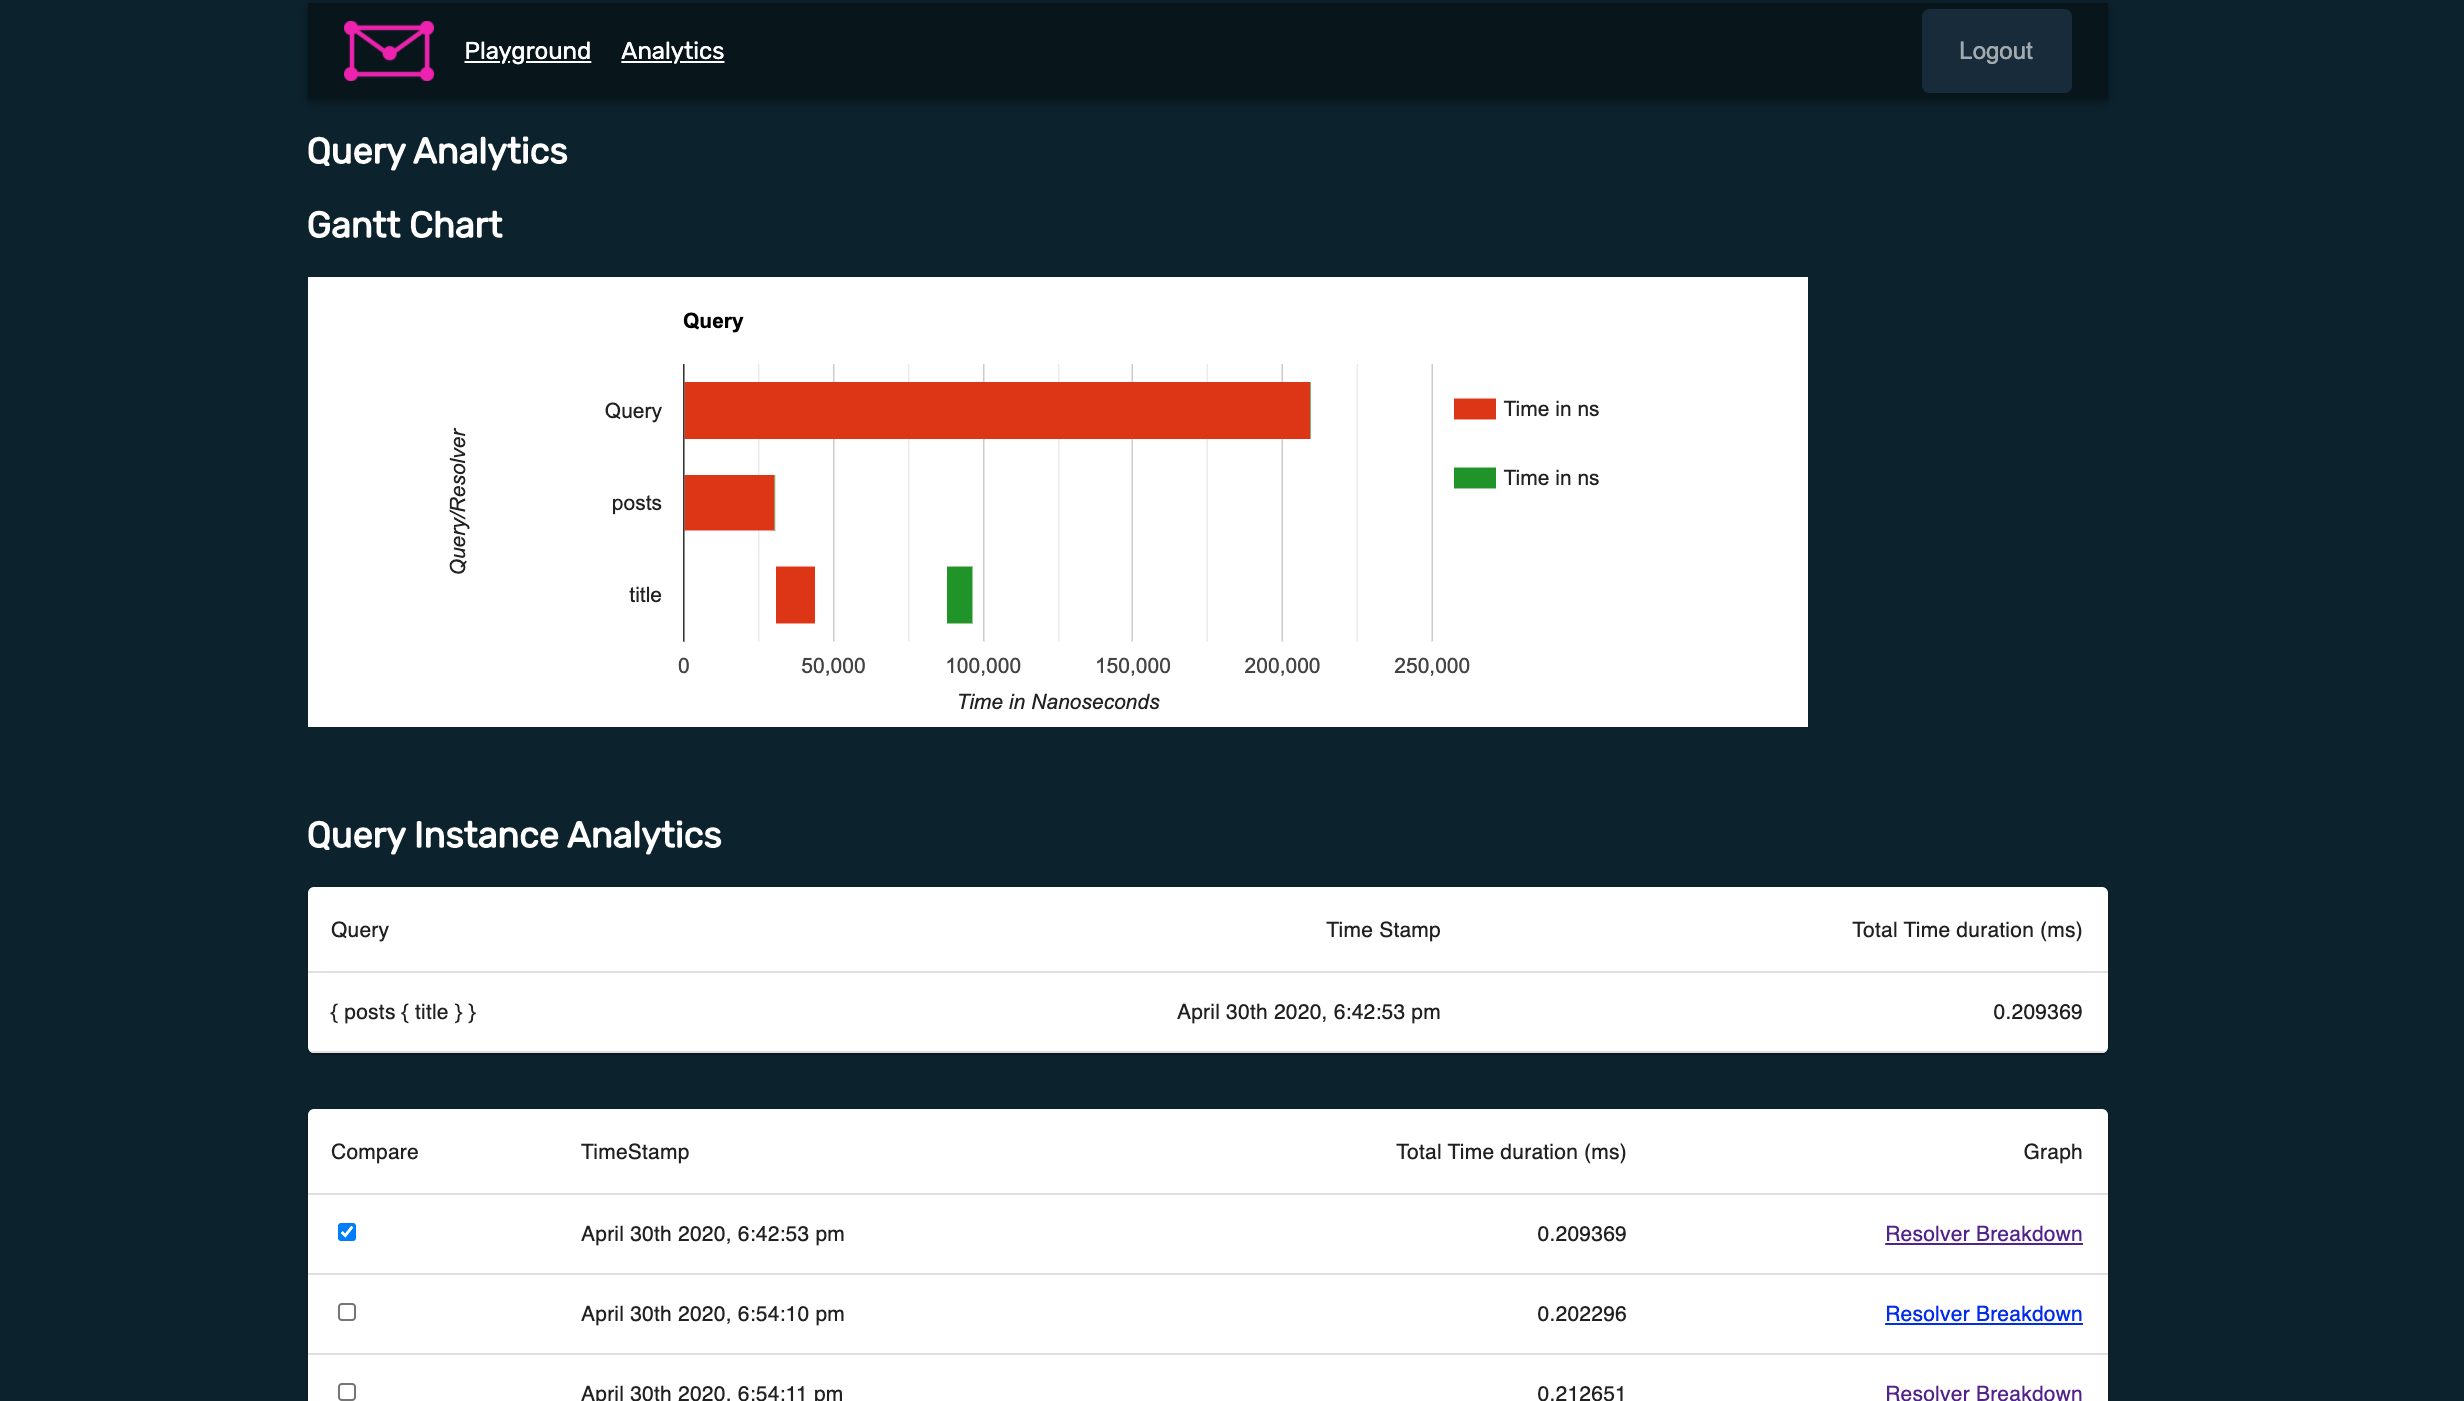 Playground Analytics Logout
Query Analytics
Gantt Chart
Query
Query/Resolver
Query
posts
title
Time in ns
Time in ns
0 50,000 100,000 150,000 200,000 250,000
Time in Nanoseconds
Query Instance Analytics
Query Time Stamp Total Time duration (ms)
{ posts { title } } April 30th 2020, 6:42:53 pm 0.209369
Compare TimeStamp Total Time duration (ms) Graph
April 30th 2020, 6:42:53 pm 0.209369 Resolver Breakdown
April 30th 2020, 6:54:10 pm 0.202296 Resolver Breakdown
April 30th 2020, 6:54:11 pm 0.212651 Resolver Breakdown